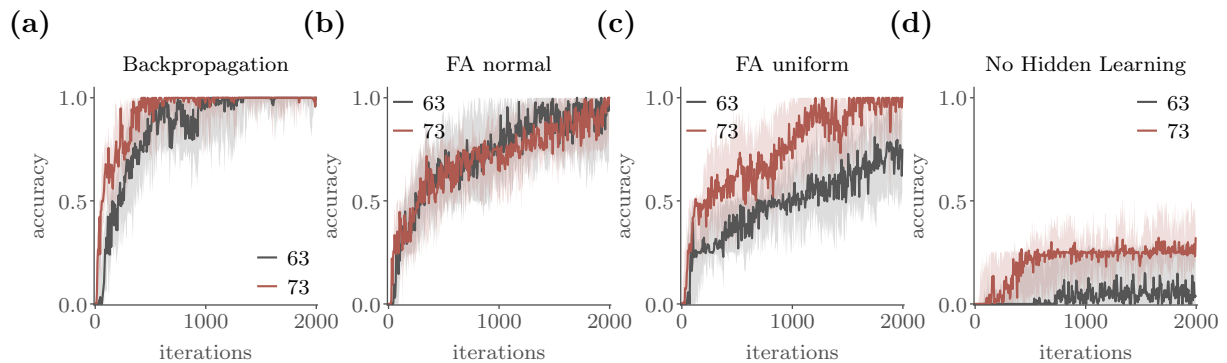 (a)
Backpropagation
accuracy
1.0
0.5
0.0
63
73
0
1000
2000
iterations
(b)
FA normal
accuracy
1.0
0.5
0.0
63
73
0
1000
2000
iterations
(c)
FA uniform
accuracy
1.0
0.5
0.0
63
73
0
1000
2000
iterations
(d)
No Hidden Learning
accuracy
1.0
0.5
0.0
63
73
0
1000
2000
iterations